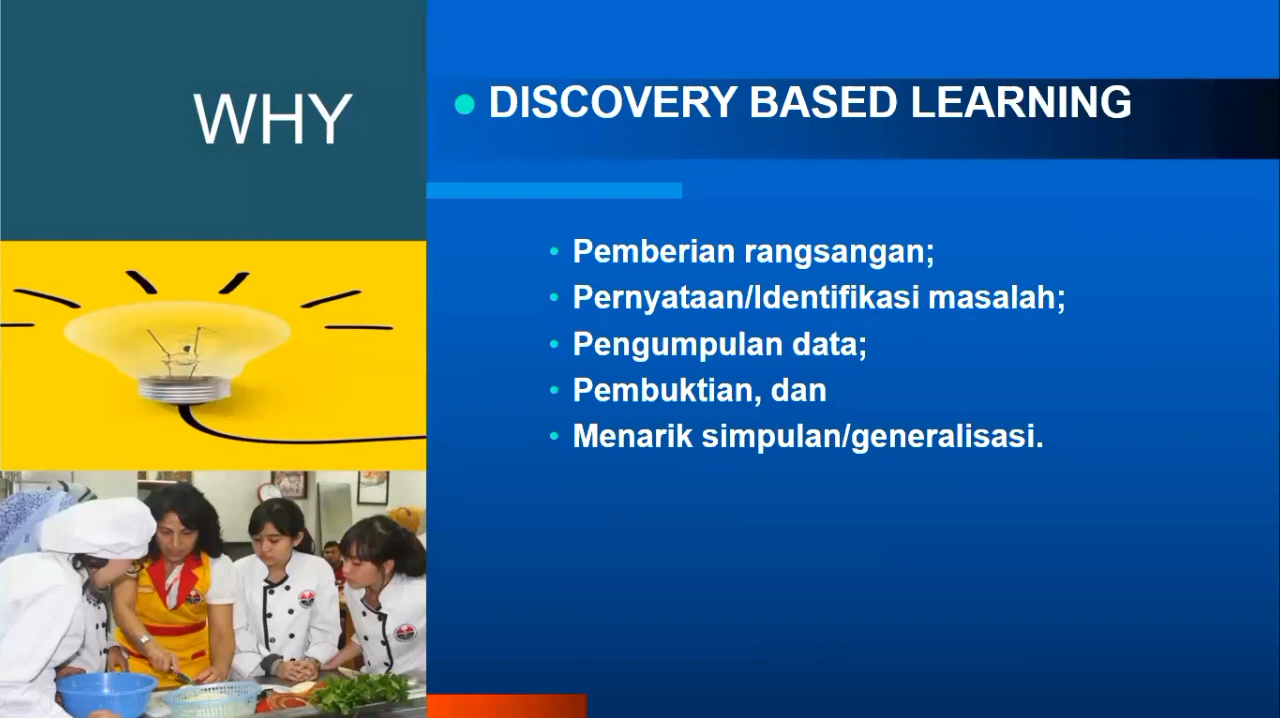 WHY
DISCOVERY BASED LEARNING
Pemberian rangsangan;
Pernyataan/Identifikasi masalah;
Pengumpulan data;
Pembuktian, dan
Menarik simpulan/generalisasi.